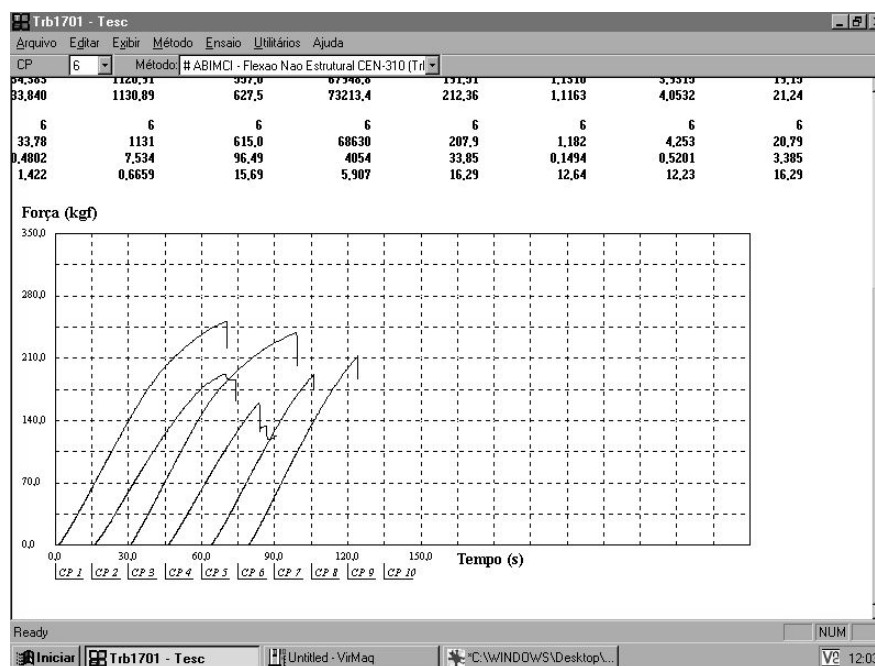 Trb1701 - Tesc
Arquivo Editar Exibir Método Ensaio Utilitários Ajuda
CP 6 Método: # ABIMCI - Flexao Nao Estrutural CEN-310 (Trl
33,840 1130,89 627,5 73213,4 212,36 1,1163 4,0532 21,24
6 6 6 6 6 6 6 6
33,78 1131 615,0 68630 207,9 1,182 4,253 20,79
0,4802 7,534 96,49 4054 33,85 0,1494 0,5201 3,385
1,422 0,6659 15,69 5,907 16,29 12,64 12,23 16,29
Força (kgf)
350,0
280,0
210,0
140,0
70,0
0,0
0,0 30,0 60,0 90,0 120,0 150,0 Tempo (s)
CP 1 CP 2 CP 3 CP 4 CP 5 CP 6 CP 7 CP 8 CP 9 CP 10
Ready NUM
Iniciar Trb1701 - Tesc Untitled - VirMaq "C:\WINDOWS\Desktop\... 12:03